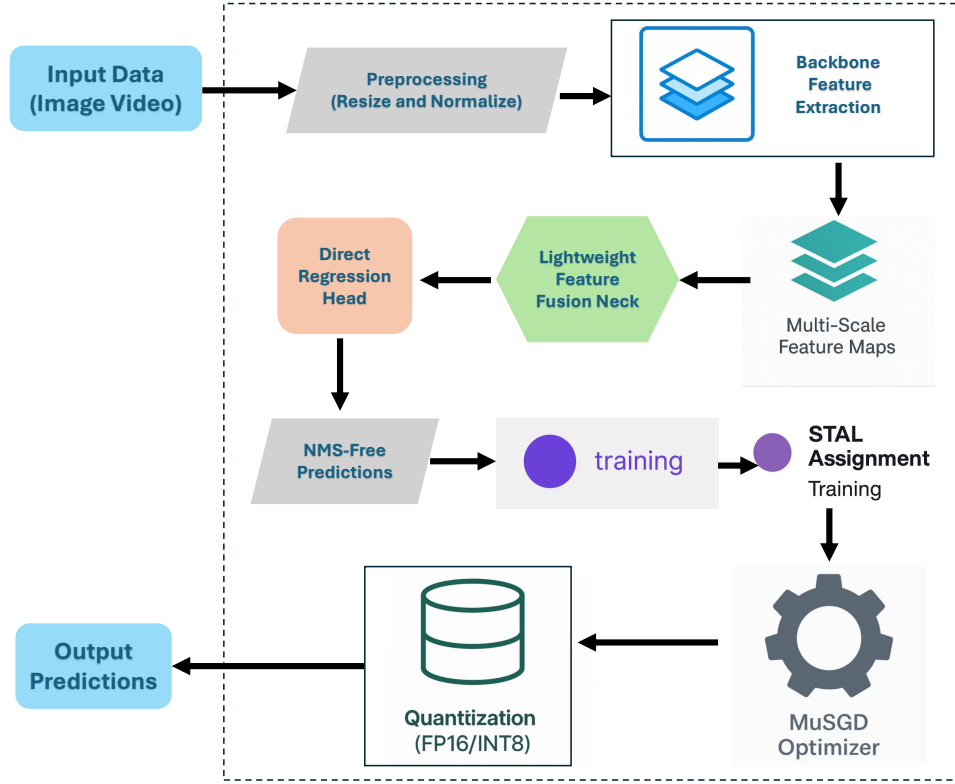 Input Data
(Image Video)
Preprocessing
(Resize and Normalize)
Backbone
Feature
Extraction
Multi-Scale
Feature Maps
Lightweight
Feature
Fusion Neck
Direct
Regression
Head
NMS-Free
Predictions
training
STAL
Assignment
Training
MuSGD
Optimizer
Quanttization
(FP16/INT8)
Output
Predictions